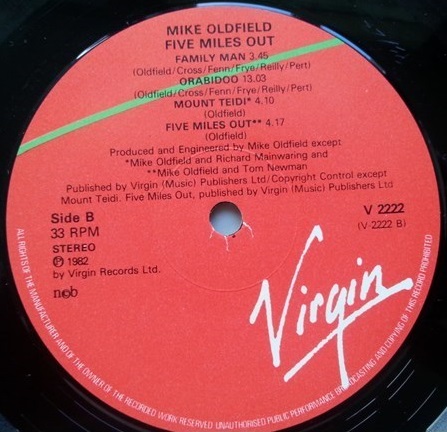 MIKE OLDFIELD
FIVE MILES OUT
FAMILY MAN 3.45
(Oldfield/Cross/Fenn/Frye/Reilly/Pert)
ORABIDOO 13.03
(Oldfield/Cross/Fenn/Frye/Reilly/Pert)
MOUNT TEIDI* 4.10
(Oldfield)
FIVE MILES OUT** 4.17
(Oldfield)
Produced and Engineered by Mike Oldfield except
*Mike Oldfield and Richard Mainwaring and
**Mike Oldfield and Tom Newman
Published by Virgin (Music) Publishers Ltd/Copyright Control except
Mount Teidi, Five Miles Out, published by Virgin (Music) Publishers Ltd
Side B
33 RPM
STEREO
℗ 1982
by Virgin Records Ltd.
ncb
V 2222
(V 2222 B)
Virgin
ALL RIGHTS OF THE MANUFACTURER AND OF THE OWNER OF THE RECORDED WORK RESERVED UNAUTHORISED PUBLIC PERFORMANCE BROADCASTING AND COPYING OF THIS RECORD PROHIBITED